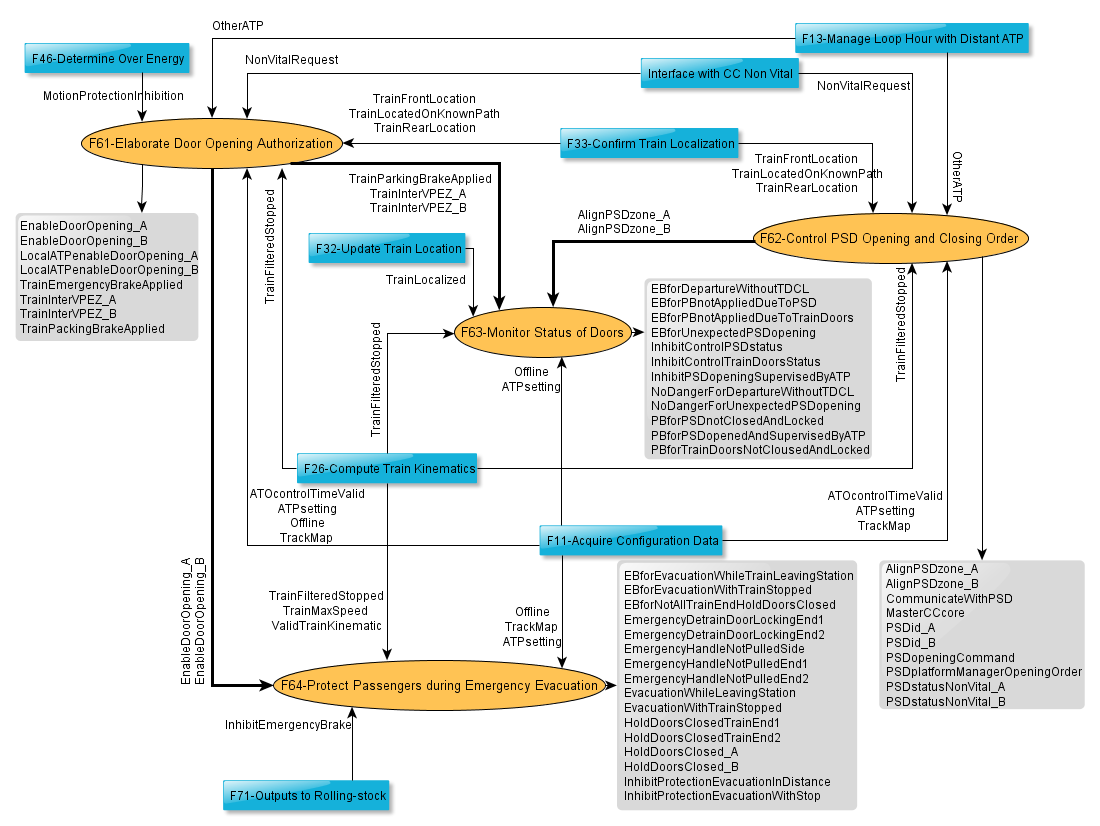 OtherATP
F13-Manage Loop Hour with Distant ATP
F46-Determine Over Energy
NonVitalRequest
Interface with CC Non Vital
NonVitalRequest
MotionProtectionInhibition
TrainFrontLocation
TrainLocatedOnKnownPath
TrainRearLocation
F61-Elaborate Door Opening Authorization
F33-Confirm Train Localization
TrainFrontLocation
TrainLocatedOnKnownPath
TrainRearLocation
OtherATP
TrainParkingBrakeApplied
TrainInterVPEZ_A
TrainInterVPEZ_B
TrainFilteredStopped
EnableDoorOpening_A
EnableDoorOpening_B
LocalATPenableDoorOpening_A
LocalATPenableDoorOpening_B
TrainEmergencyBrakeApplied
TrainInterVPEZ_A
TrainInterVPEZ_B
TrainPackingBrakeApplied
AlignPSDzone_A
AlignPSDzone_B
F62-Control PSD Opening and Closing Order
F32-Update Train Location
TrainLocalized
TrainFilteredStopped
F63-Monitor Status of Doors
EBforDepartureWithoutTDCL
EBforPBnotAppliedDueToPSD
EBforPBnotAppliedDueToTrainDoors
EBforUnexpectedPSDopening
InhibitControlPSDstatus
InhibitControlTrainDoorsStatus
InhibitPSDopeningSupervisedByATP
NoDangerForDepartureWithoutTDCL
NoDangerForUnexpectedPSDopening
PBforPSDnotClosedAndLocked
PBforPSDopenedAndSupervisedByATP
PBforTrainDoorsNotClousedAndLocked
TrainFilteredStopped
Offline
ATPsetting
F26-Compute Train Kinematics
ATOcontrolTimeValid
ATPsetting
Offline
TrackMap
ATOcontrolTimeValid
ATPsetting
TrackMap
F11-Acquire Configuration Data
EnableDoorOpening_A
EnableDoorOpening_B
TrainFilteredStopped
TrainMaxSpeed
ValidTrainKinematic
Offline
TrackMap
ATPsetting
EBforEvacuationWhileTrainLeavingStation
EBforEvacuationWithTrainStopped
EBforNotAllTrainEndHoldDoorsClosed
EmergencyDetrainDoorLockingEnd1
EmergencyDetrainDoorLockingEnd2
EmergencyHandleNotPulledSide
EmergencyHandleNotPulledEnd1
EmergencyHandleNotPulledEnd2
EvacuationWhileLeavingStation
EvacuationWithTrainStopped
HoldDoorsClosedTrainEnd1
HoldDoorsClosedTrainEnd2
HoldDoorsClosed_A
HoldDoorsClosed_B
InhibitProtectionEvacuationInDistance
InhibitProtectionEvacuationWithStop
AlignPSDzone_A
AlignPSDzone_B
CommunicateWithPSD
MasterCCcore
PSDid_A
PSDid_B
PSDopeningCommand
PSDplatformManagerOpeningOrder
PSDstatusNonVital_A
PSDstatusNonVital_B
F64-Protect Passengers during Emergency Evacuation
InhibitEmergencyBrake
F71-Outputs to Rolling-stock